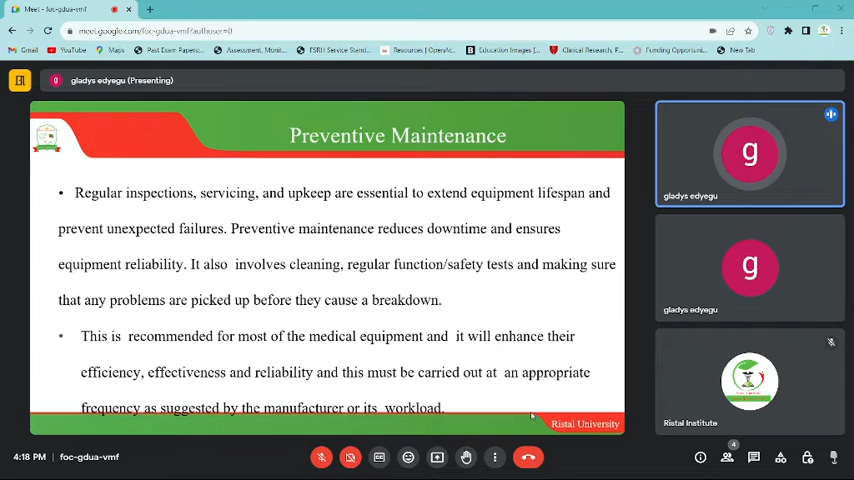 Meet - foc-gdua-vmf
meet.google.com/foc-gdua-vmf?authuser=0
Gmail
YouTube
Maps
Past Exam Papers:...
Assessment, Monit...
FSRH Service Stand...
Resources | OpenAc...
Education Images |...
Clinical Research, P...
Funding Opportuni...
New Tab
gladys edyegu (Presenting)
Preventive Maintenance
• Regular inspections, servicing, and upkeep are essential to extend equipment lifespan and
prevent unexpected failures. Preventive maintenance reduces downtime and ensures
equipment reliability. It also involves cleaning, regular function/safety tests and making sure
that any problems are picked up before they cause a breakdown.
• This is recommended for most of the medical equipment and it will enhance their
efficiency, effectiveness and reliability and this must be carried out at an appropriate
frequency as suggested by the manufacturer or its workload.
Ristal University
g
gladys edyegu
g
gladys edyegu
Ristal Institute
4:18 PM
foc-gdua-vmf
4